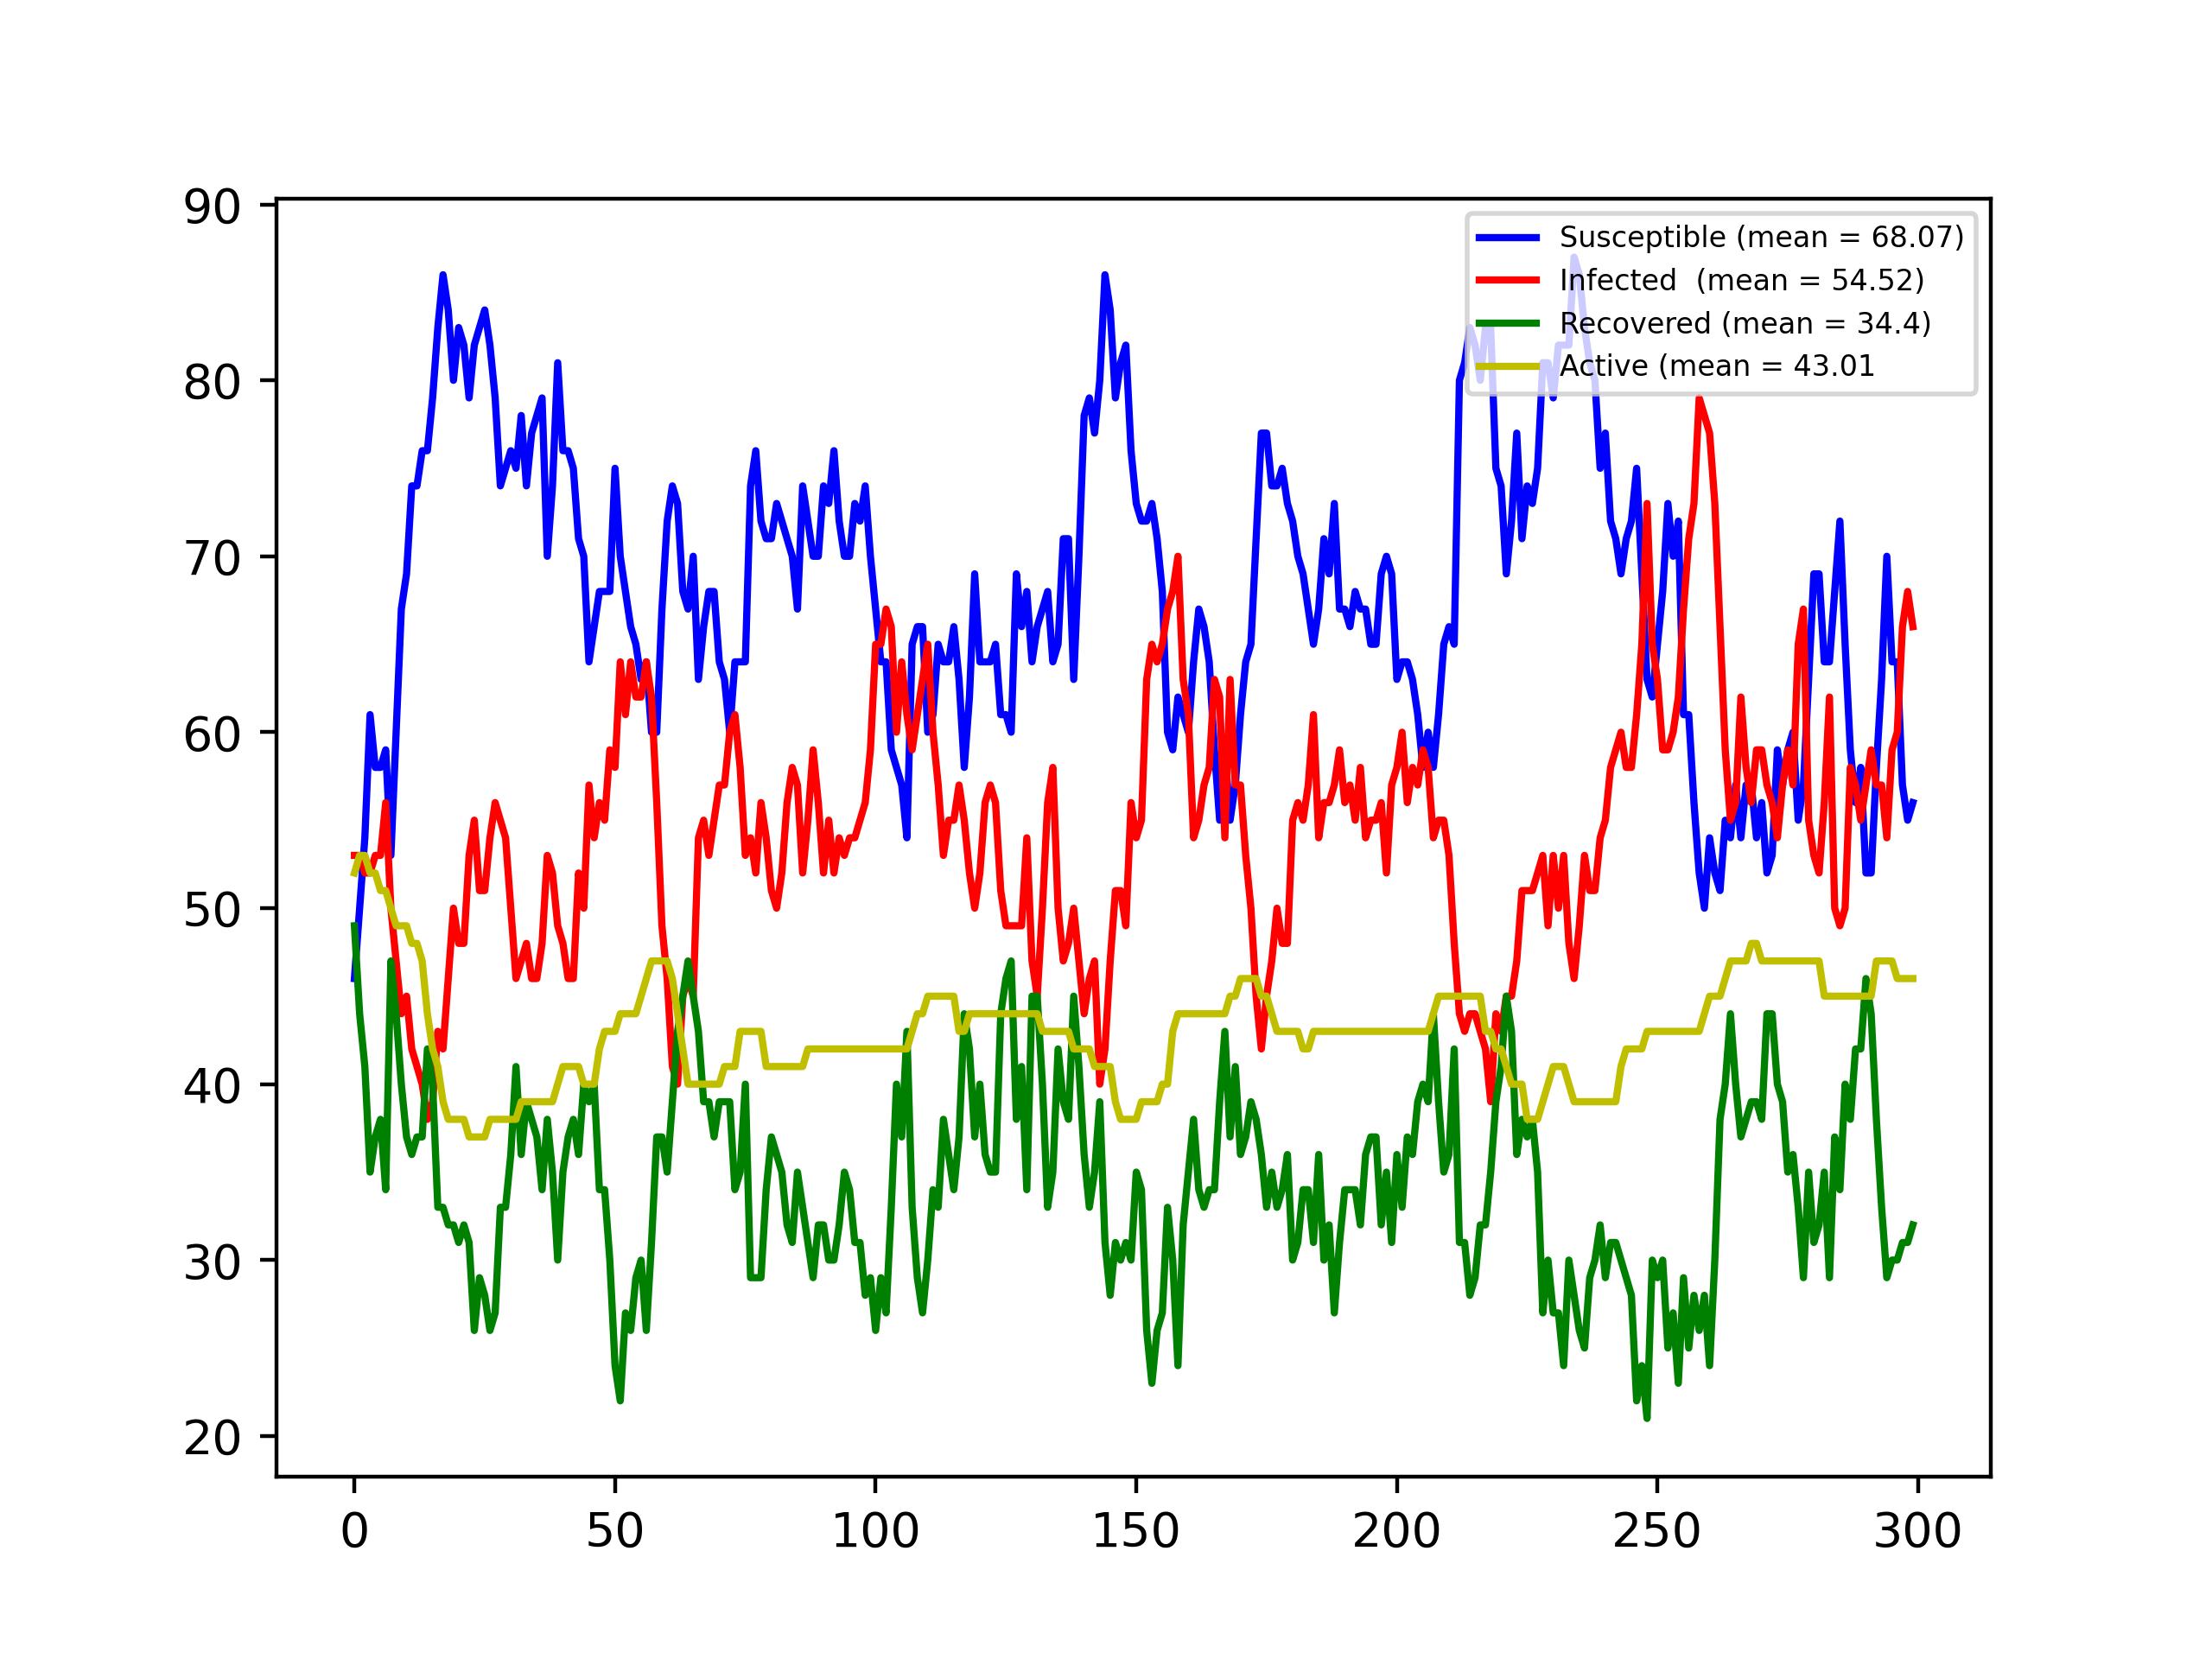 90
80
70
60
50
40
30
20
0 50 100 150 200 250 300
Susceptible (mean = 68.07)
Infected  (mean = 54.52)
Recovered (mean = 34.4)
Active (mean = 43.01